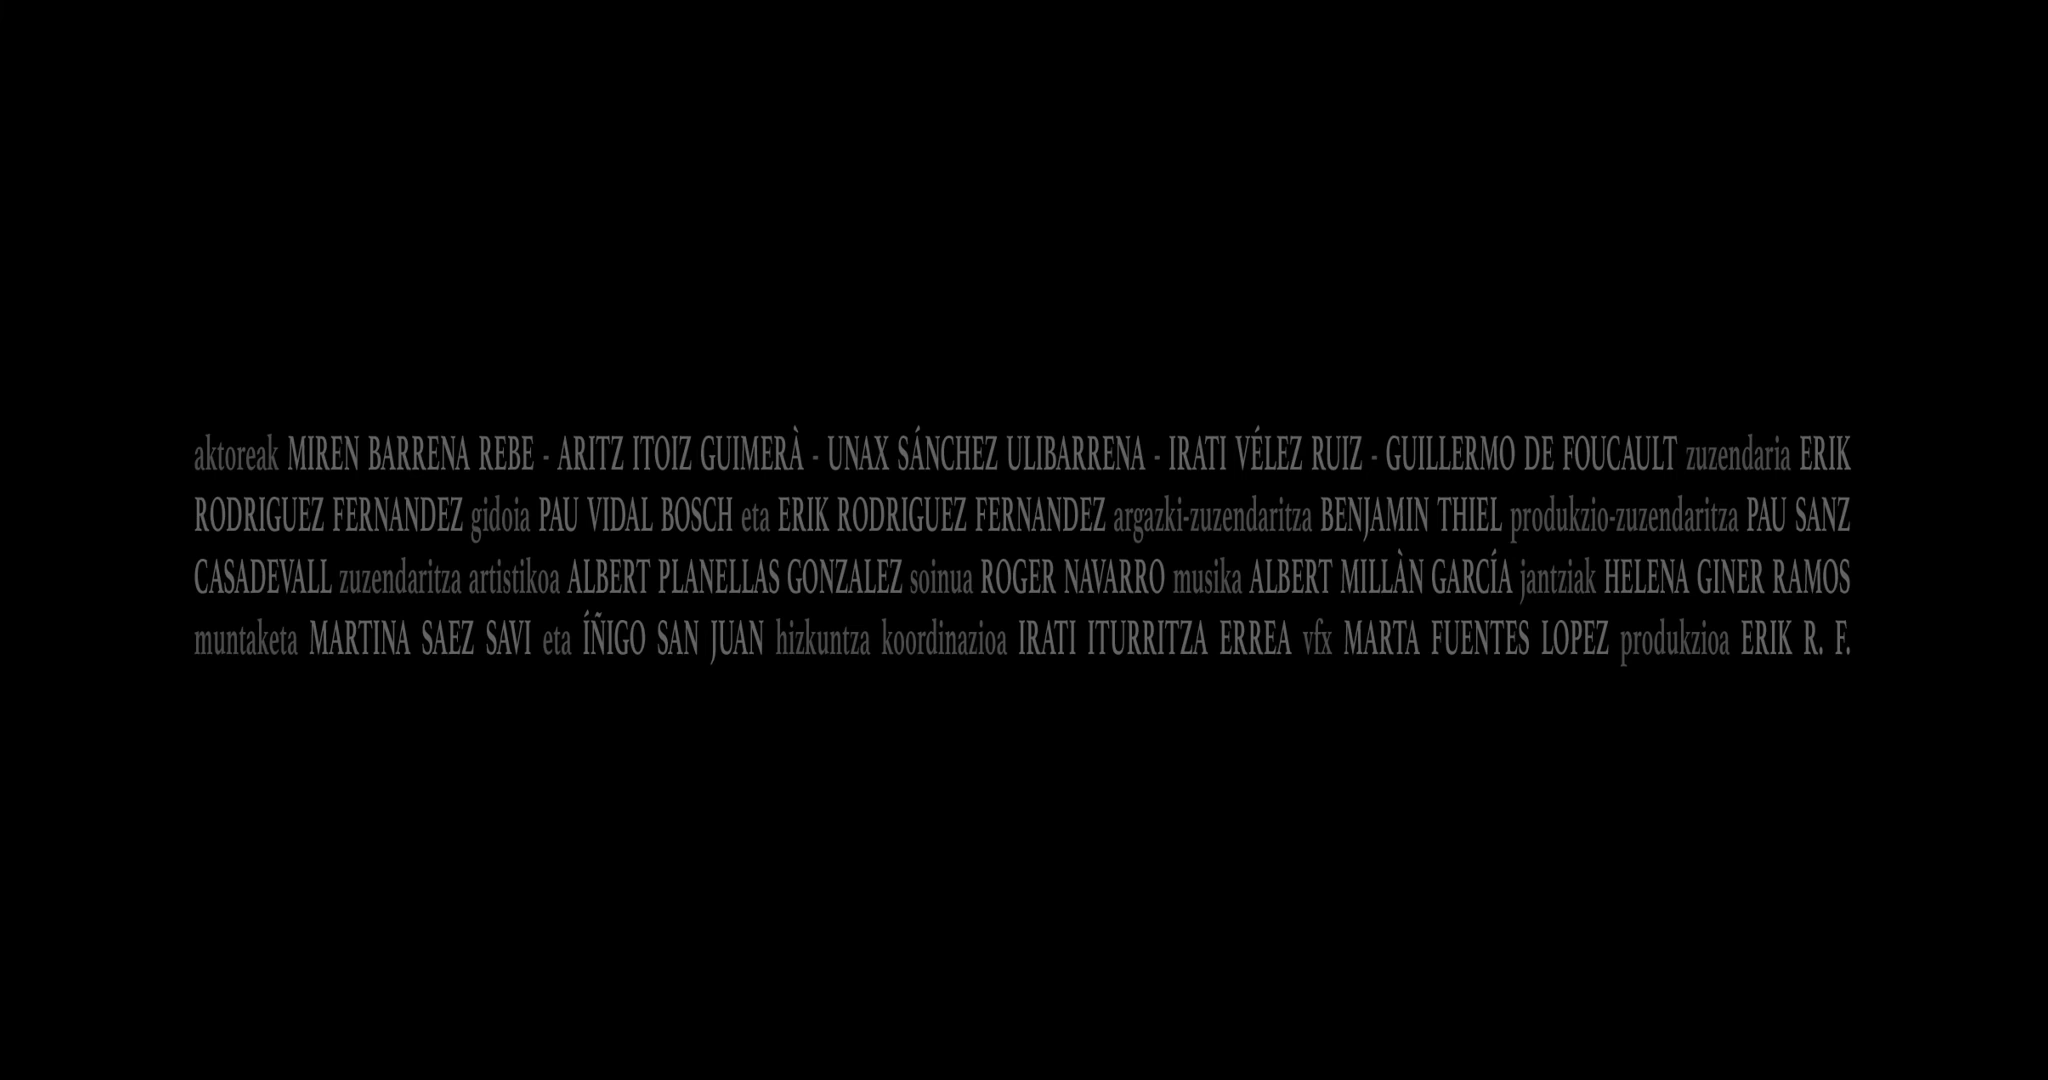 aktoreak MIREN BARRENA REBE - ARITZ ITOIZ GUIMERÀ - UNAX SÁNCHEZ ULIBARRENA - IRATI VÉLEZ RUIZ - GUILLERMO DE FOUCAULT zuzendaria ERIK
RODRIGUEZ FERNANDEZ gidoia PAU VIDAL BOSCH eta ERIK RODRIGUEZ FERNANDEZ argazki-zuzendaritza BENJAMIN THIEL produkzio-zuzendaritza PAU SANZ
CASADEVALL zuzendaritza artistikoa ALBERT PLANELLAS GONZALEZ soinua ROGER NAVARRO musika ALBERT MILLÀN GARCÍA jantziak HELENA GINER RAMOS
muntaketa MARTINA SAEZ SAVI eta ÍÑIGO SAN JUAN hizkuntza koordinazioa IRATI ITURRITZA ERREA vfx MARTA FUENTES LOPEZ produkzioa ERIK R. F.